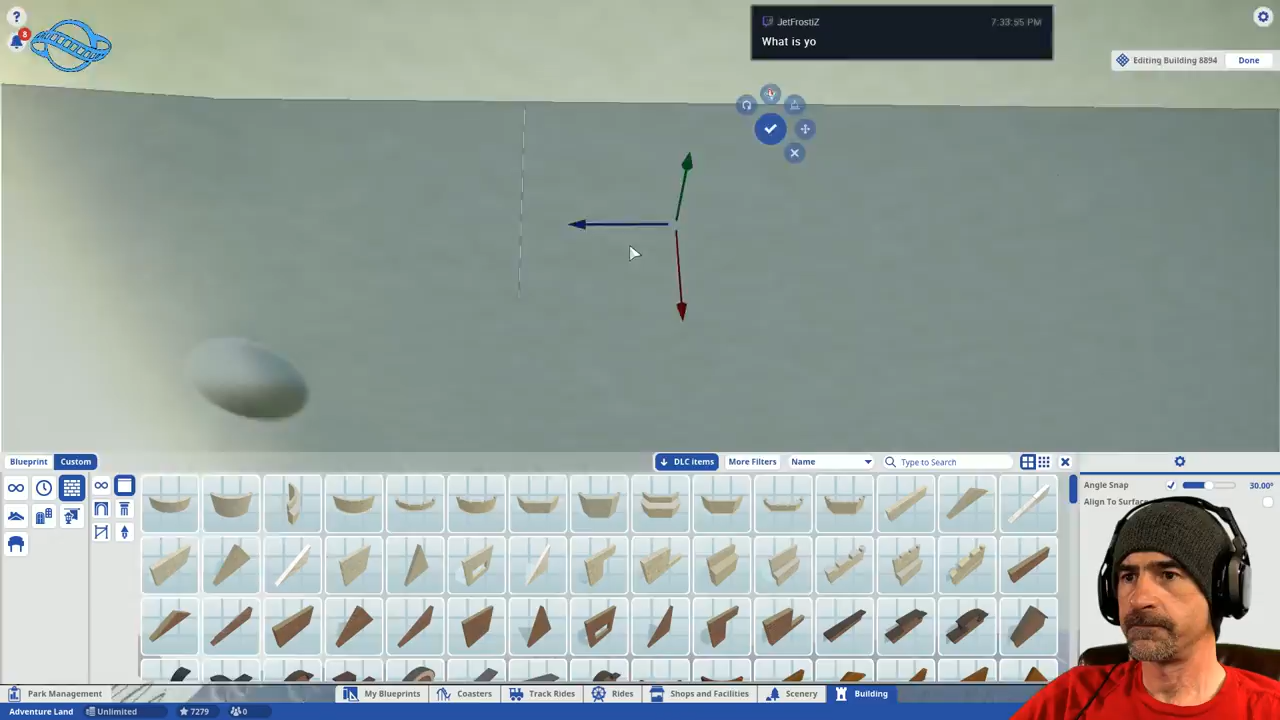 ?
8
JetFrostiZ 7:33:55 PM
What is yo
Editing Building 8894 Done
Blueprint Custom
DLC items More Filters Name Type to Search
Angle Snap 30.00°
Align To Surface
Park Management My Blueprints Coasters Track Rides Rides Shops and Facilities Scenery Building
Adventure Land Unlimited 7279 0